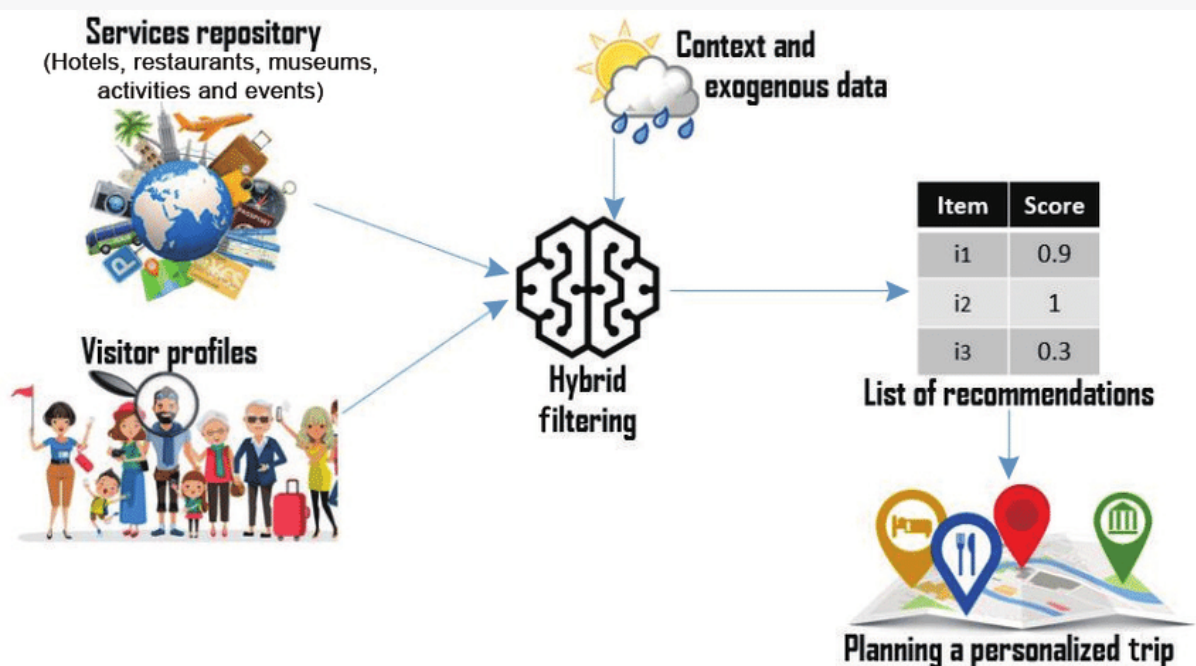 Services repository
(Hotels, restaurants, museums,
activities and events)
Context and
exogenous data
Visitor profiles
Hybrid
filtering
Item Score
i1 0.9
i2 1
i3 0.3
List of recommendations
Planning a personalized trip
PASSPORT
P